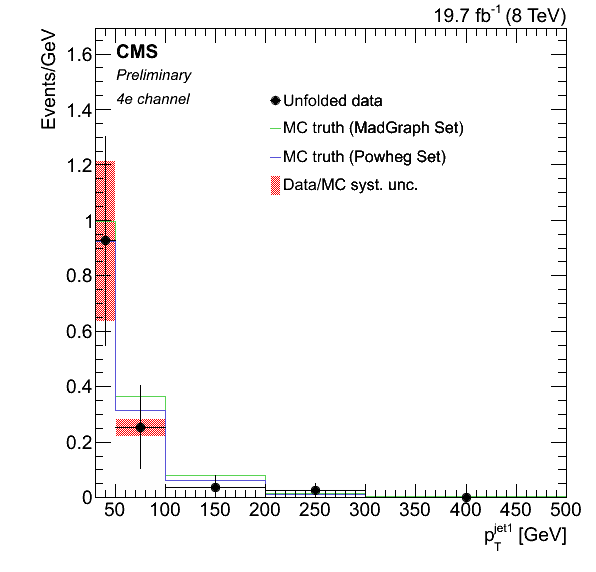 19.7 fb⁻¹ (8 TeV)
Events/GeV
CMS
Preliminary
4e channel
Unfolded data
MC truth (MadGraph Set)
MC truth (Powheg Set)
Data/MC syst. unc.
1.6
1.4
1.2
1
0.8
0.6
0.4
0.2
0
50 100 150 200 250 300 350 400 450 500
p_T^jet1 [GeV]